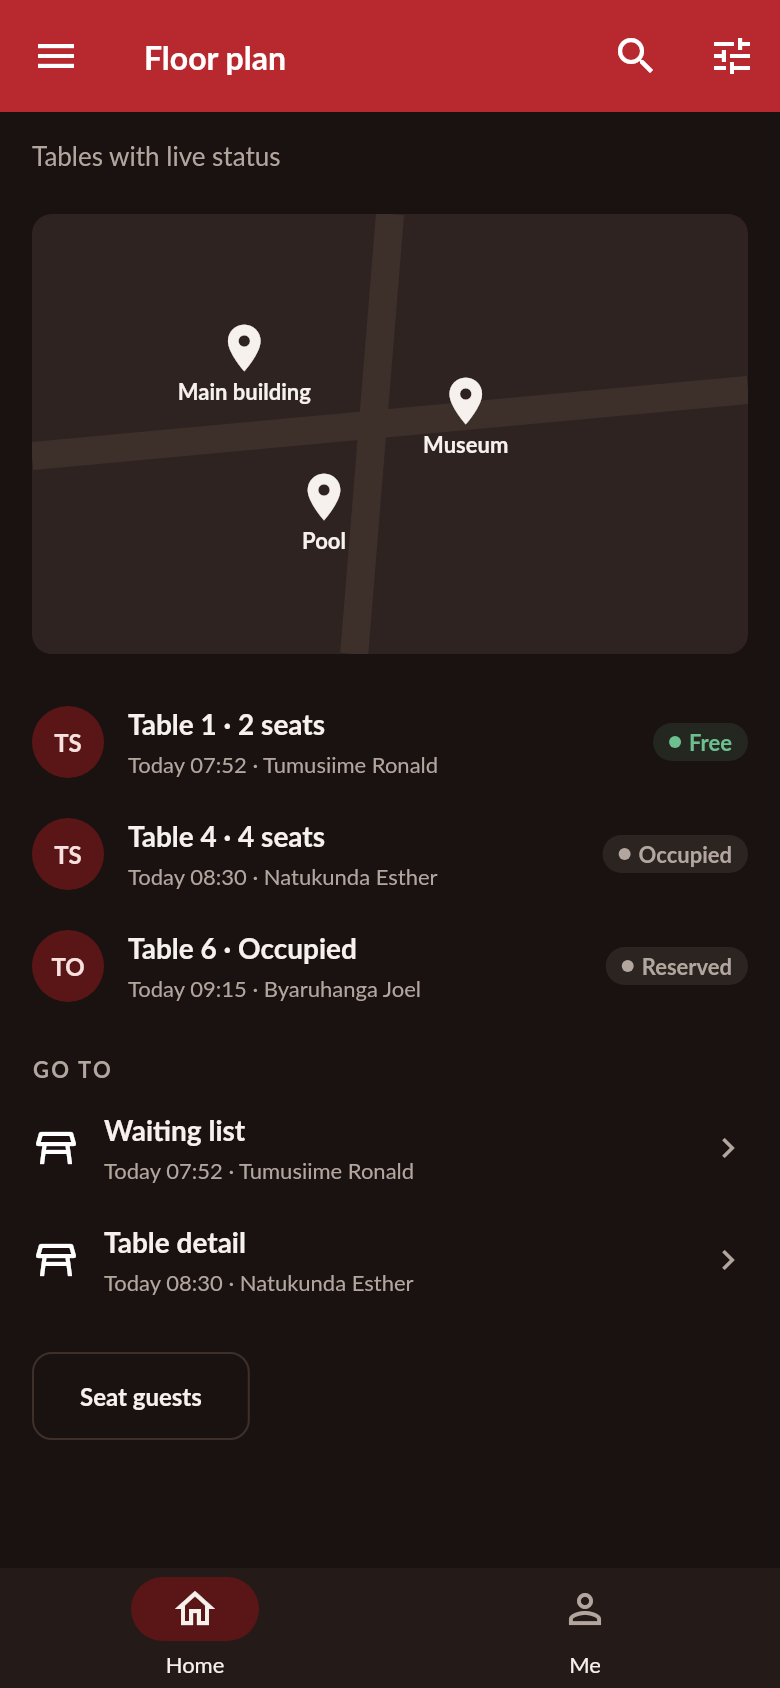 Floor plan
Tables with live status
Main building
Museum
Pool
TS
Table 1 · 2 seats
Today 07:52 · Tumusiime Ronald
Free
TS
Table 4 · 4 seats
Today 08:30 · Natukunda Esther
Occupied
TO
Table 6 · Occupied
Today 09:15 · Byaruhanga Joel
Reserved
GO TO
Waiting list
Today 07:52 · Tumusiime Ronald
Table detail
Today 08:30 · Natukunda Esther
Seat guests
Home
Me